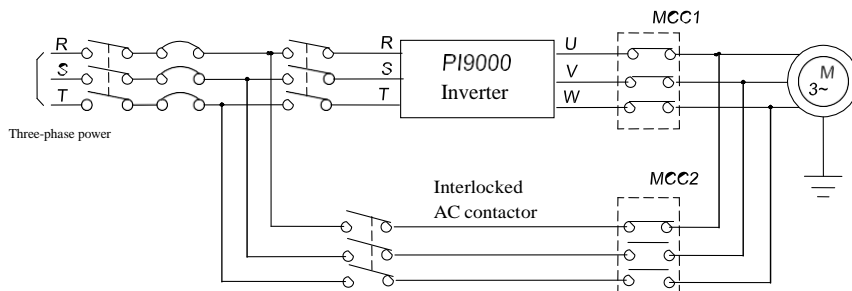 MCC1
R R U
S PI9000 S V M
T Inverter T W 3~
Three-phase power
Interlocked MCC2
AC contactor